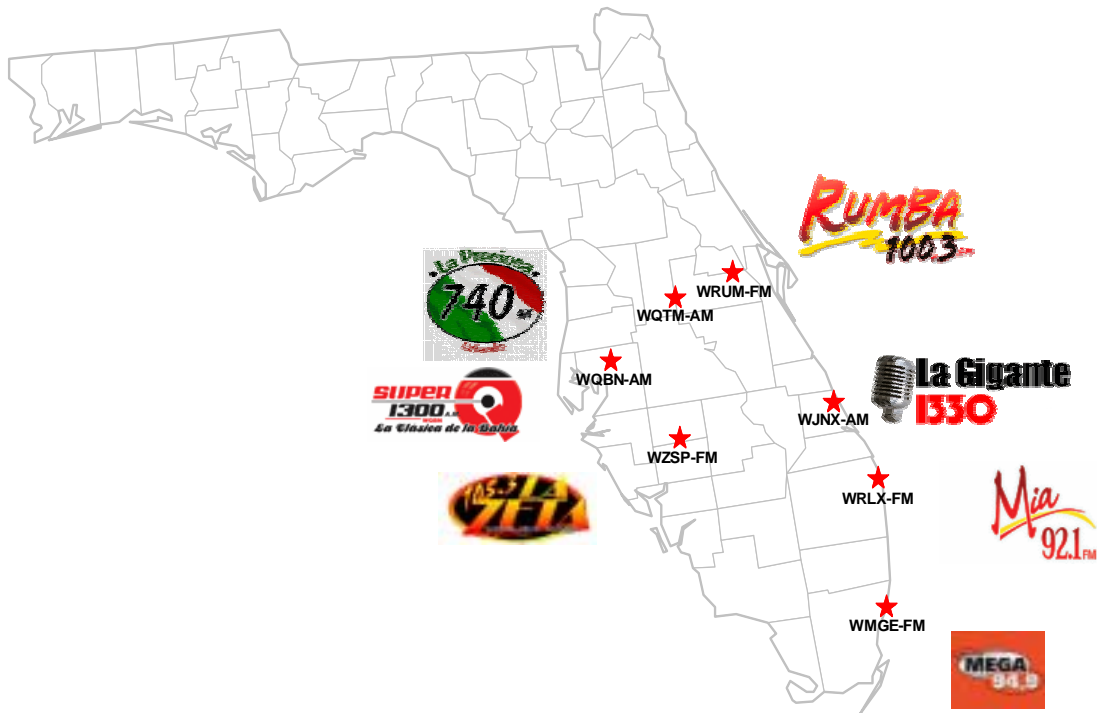 RUMBA
100.3
La Preciosa
740
WRUM-FM
WQTM-AM
WQBN-AM
SUPER Q
1300 A.M.
La Clásica de la Bahía
La Gigante
1330
WJNX-AM
WZSP-FM
WRLX-FM
105.3 LA
ZETA
Mia
92.1 FM
WMGE-FM
MEGA
94.9